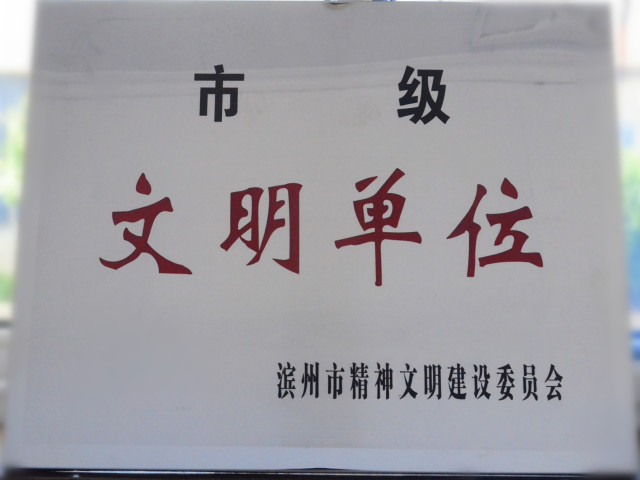 市级
文明单位
滨州市精神文明建设委员会